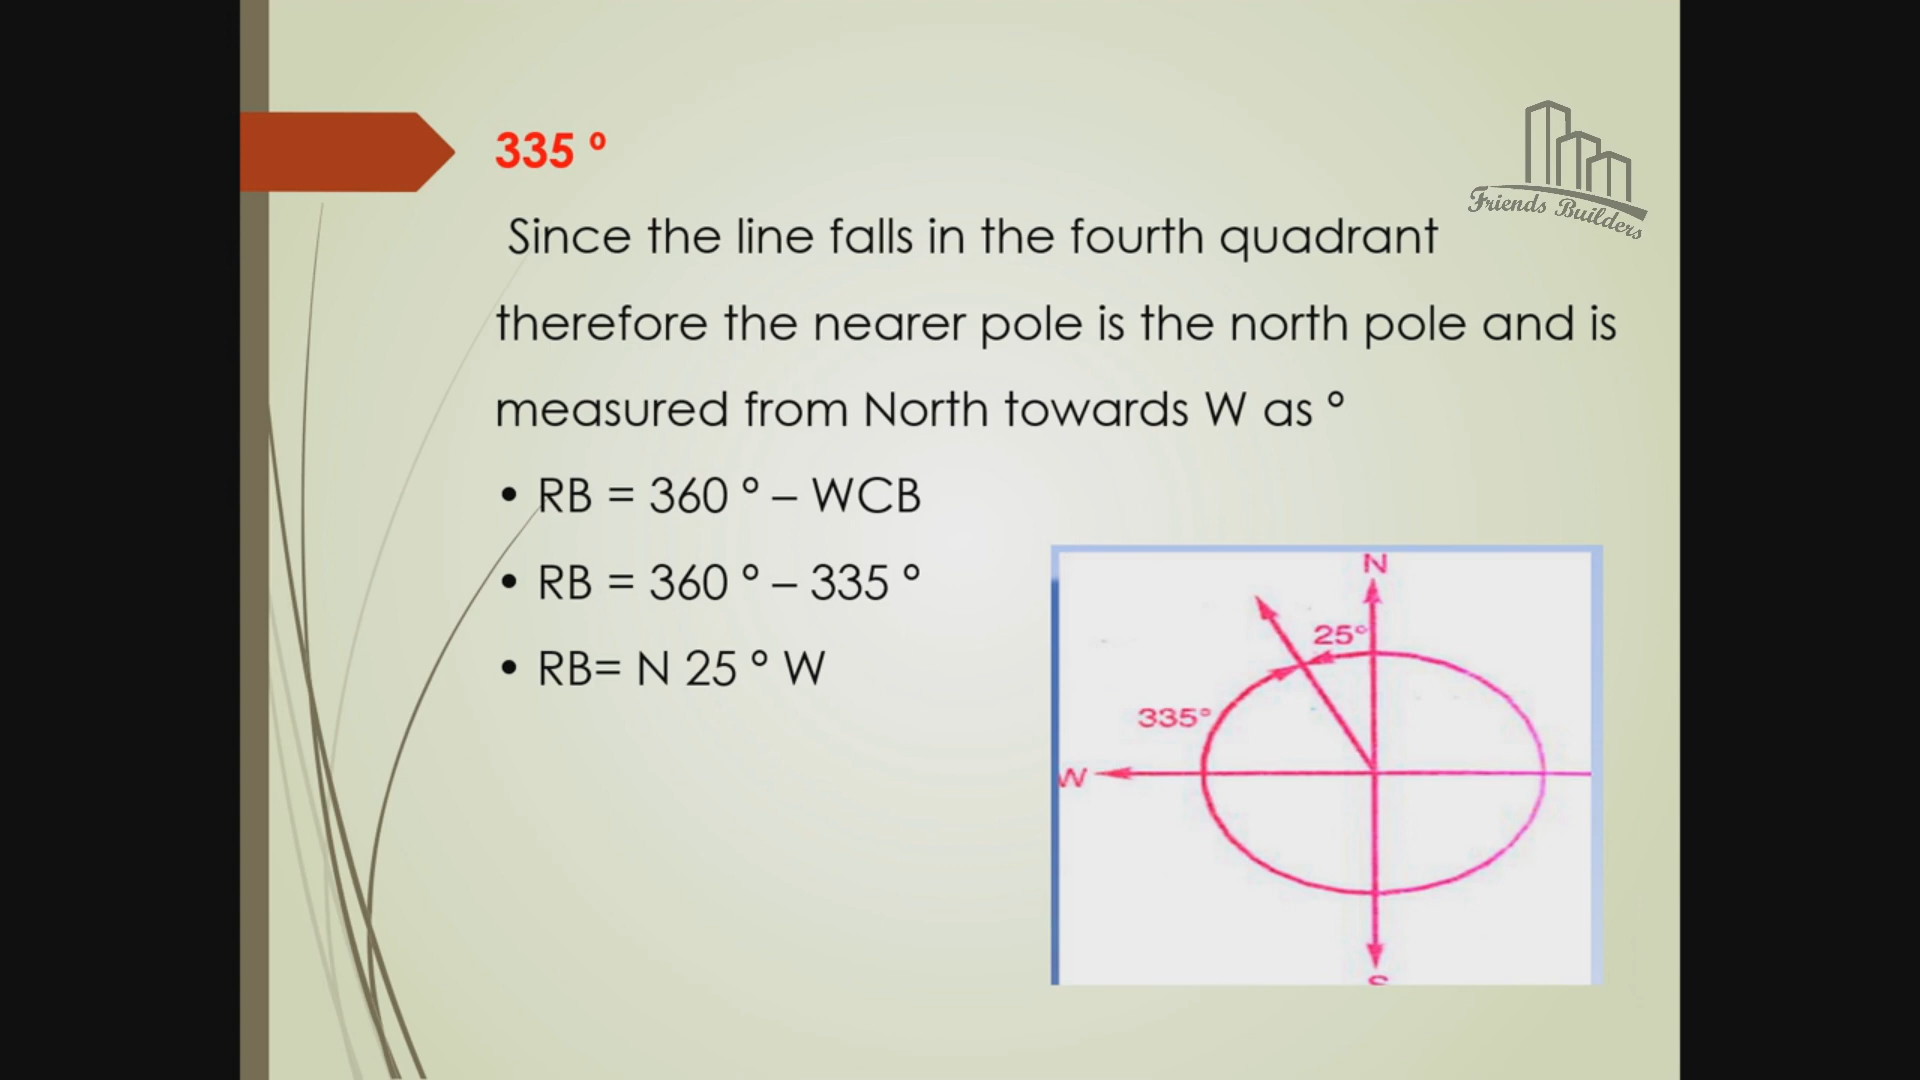 335 º
Friends Builders
Since the line falls in the fourth quadrant
therefore the nearer pole is the north pole and is
measured from North towards W as º
• RB = 360 º – WCB
• RB = 360 º – 335 º
• RB= N 25 º W
N
25°
335°
W
S